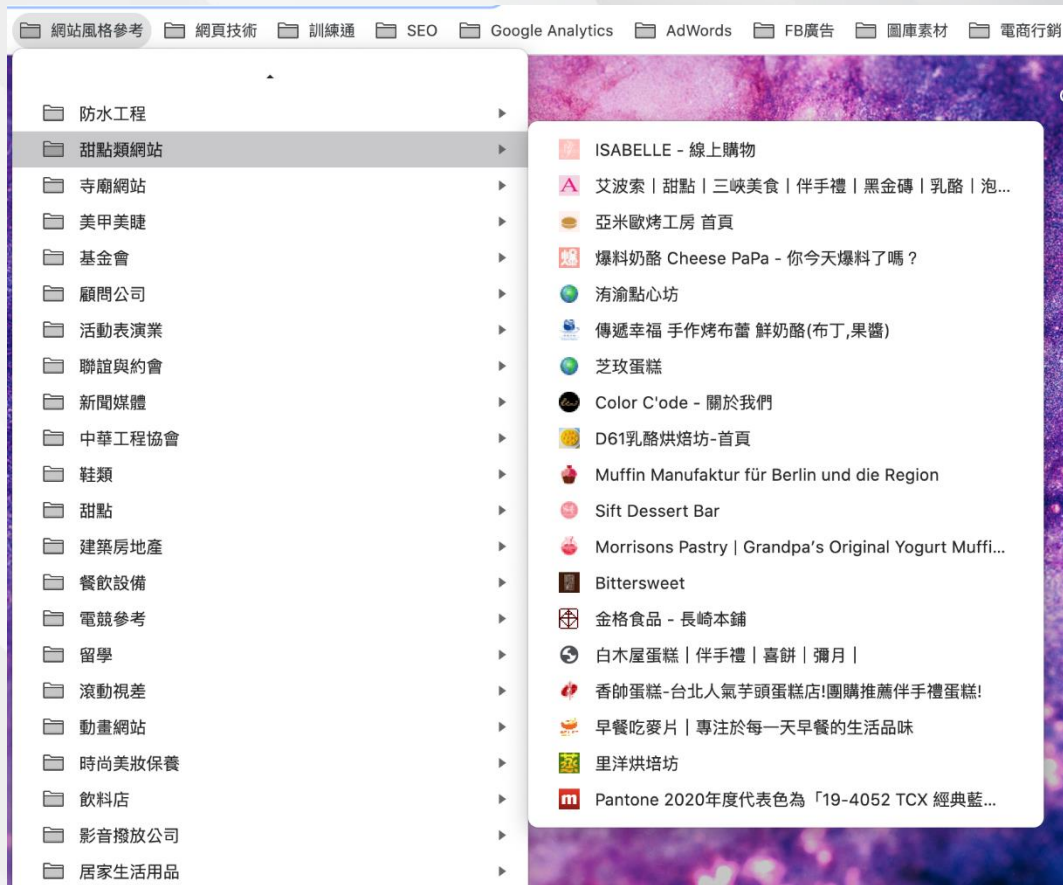 網站風格參考 網頁技術 訓練通 SEO Google Analytics AdWords FB廣告 圖庫素材 電商行銷
防水工程
甜點類網站
寺廟網站
美甲美睫
基金會
顧問公司
活動表演業
聯誼與約會
新聞媒體
中華工程協會
鞋類
甜點
建築房地產
餐飲設備
電競參考
留學
滾動視差
動畫網站
時尚美妝保養
飲料店
影音撥放公司
居家生活用品
ISABELLE - 線上購物
艾波索｜甜點｜三峽美食｜伴手禮｜黑金磚｜乳酪｜泡...
亞米歐烤工房 首頁
爆料奶酪 Cheese PaPa - 你今天爆料了嗎？
洧渝點心坊
傳遞幸福 手作烤布蕾 鮮奶酪(布丁,果醬)
芝玫蛋糕
Color C'ode - 關於我們
D61乳酪烘焙坊-首頁
Muffin Manufaktur für Berlin und die Region
Sift Dessert Bar
Morrisons Pastry | Grandpa's Original Yogurt Muffi...
Bittersweet
金格食品 - 長崎本鋪
白木屋蛋糕｜伴手禮｜喜餅｜彌月｜
香帥蛋糕-台北人氣芋頭蛋糕店!團購推薦伴手禮蛋糕!
早餐吃麥片｜專注於每一天早餐的生活品味
里洋烘培坊
Pantone 2020年度代表色為「19-4052 TCX 經典藍...